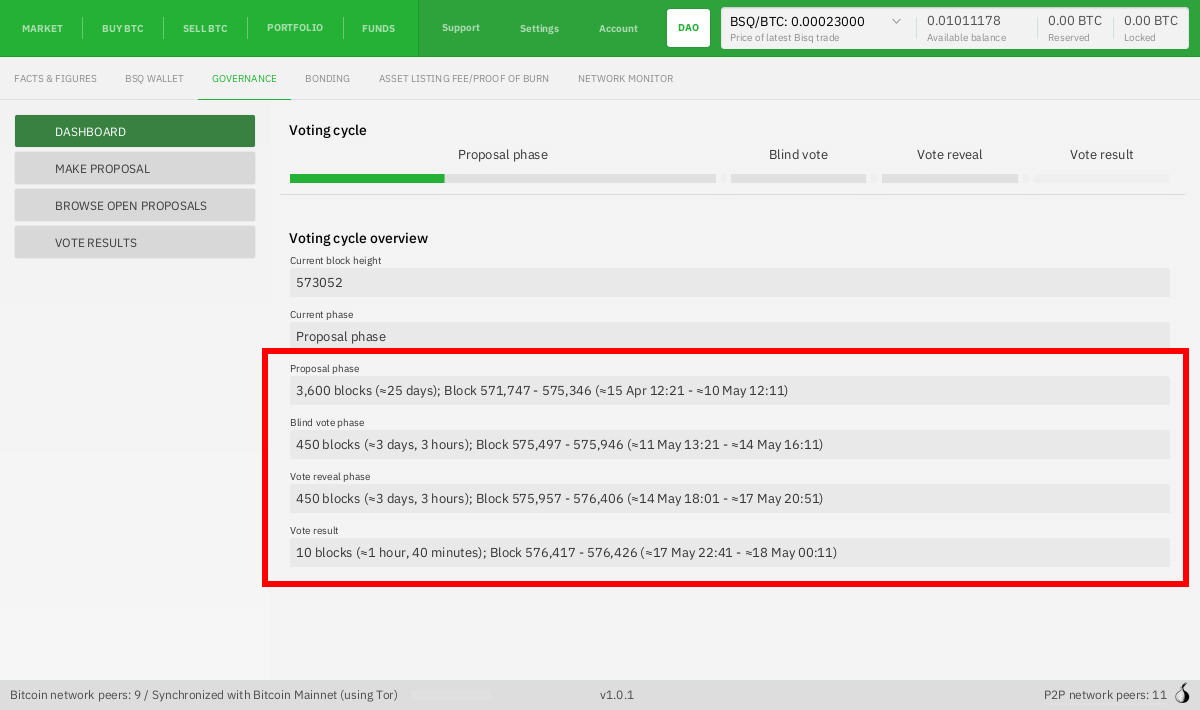 MARKET
BUY BTC
SELL BTC
PORTFOLIO
FUNDS
Support
Settings
Account
DAO
BSQ/BTC: 0.00023000
Price of latest Bisq trade
0.01011178
Available balance
0.00 BTC
Reserved
0.00 BTC
Locked
FACTS & FIGURES
BSQ WALLET
GOVERNANCE
BONDING
ASSET LISTING FEE/PROOF OF BURN
NETWORK MONITOR
DASHBOARD
MAKE PROPOSAL
BROWSE OPEN PROPOSALS
VOTE RESULTS
Voting cycle
Proposal phase
Blind vote
Vote reveal
Vote result
Voting cycle overview
Current block height
573052
Current phase
Proposal phase
Proposal phase
3,600 blocks (≈25 days); Block 571,747 - 575,346 (≈15 Apr 12:21 - ≈10 May 12:11)
Blind vote phase
450 blocks (≈3 days, 3 hours); Block 575,497 - 575,946 (≈11 May 13:21 - ≈14 May 16:11)
Vote reveal phase
450 blocks (≈3 days, 3 hours); Block 575,957 - 576,406 (≈14 May 18:01 - ≈17 May 20:51)
Vote result
10 blocks (≈1 hour, 40 minutes); Block 576,417 - 576,426 (≈17 May 22:41 - ≈18 May 00:11)
Bitcoin network peers: 9 / Synchronized with Bitcoin Mainnet (using Tor)
v1.0.1
P2P network peers: 11